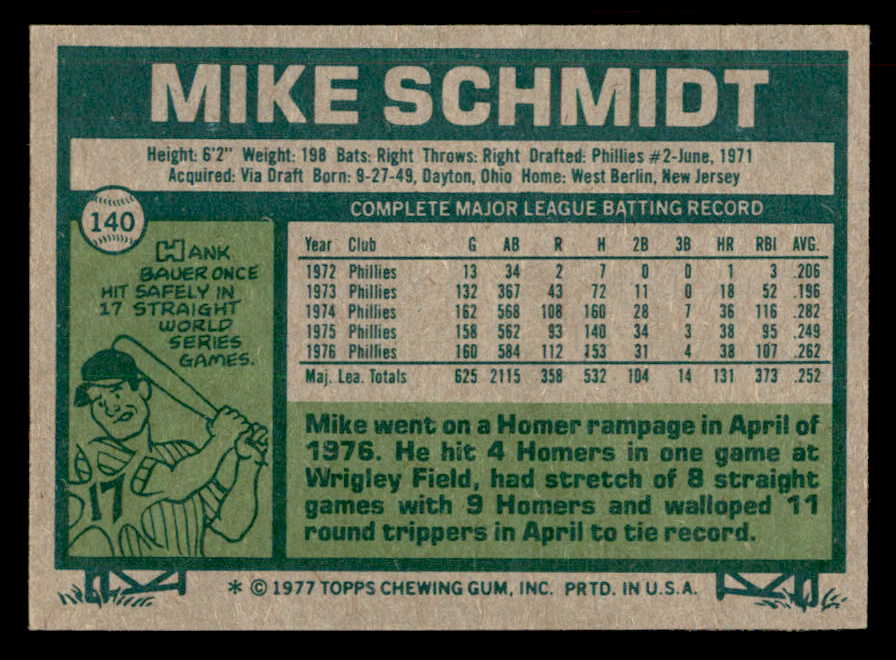 MIKE SCHMIDT
Height: 6'2" Weight: 198 Bats: Right Throws: Right Drafted: Phillies #2-June, 1971
Acquired: Via Draft Born: 9-27-49, Dayton, Ohio Home: West Berlin, New Jersey
140
HANK
BAUER ONCE
HIT SAFELY IN
17 STRAIGHT
WORLD
SERIES
GAMES.
17
COMPLETE MAJOR LEAGUE BATTING RECORD
Year Club G AB R H 2B 3B HR RBI AVG.
1972 Phillies 13 34 2 7 0 0 1 3 .206
1973 Phillies 132 367 43 72 11 0 18 52 .196
1974 Phillies 162 568 108 160 28 7 36 116 .282
1975 Phillies 158 562 93 140 34 3 38 95 .249
1976 Phillies 160 584 112 153 31 4 38 107 .262
Maj. Lea. Totals 625 2115 358 532 104 14 131 373 .252
Mike went on a Homer rampage in April of
1976. He hit 4 Homers in one game at
Wrigley Field, had stretch of 8 straight
games with 9 Homers and walloped 11
round trippers in April to tie record.
* © 1977 TOPPS CHEWING GUM, INC. PRTD. IN U.S.A.